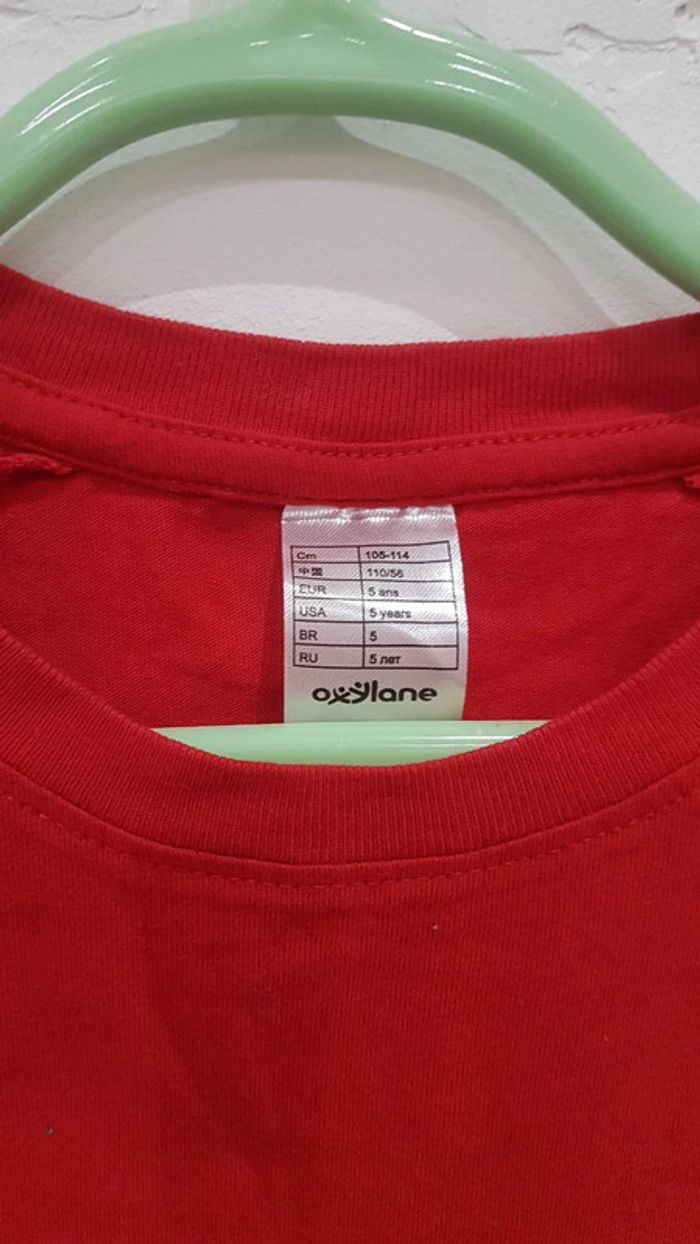 Cm 105-114
中国 110/56
EUR 5 ans
USA 5 years
BR 5
RU 5 лет
oxylane